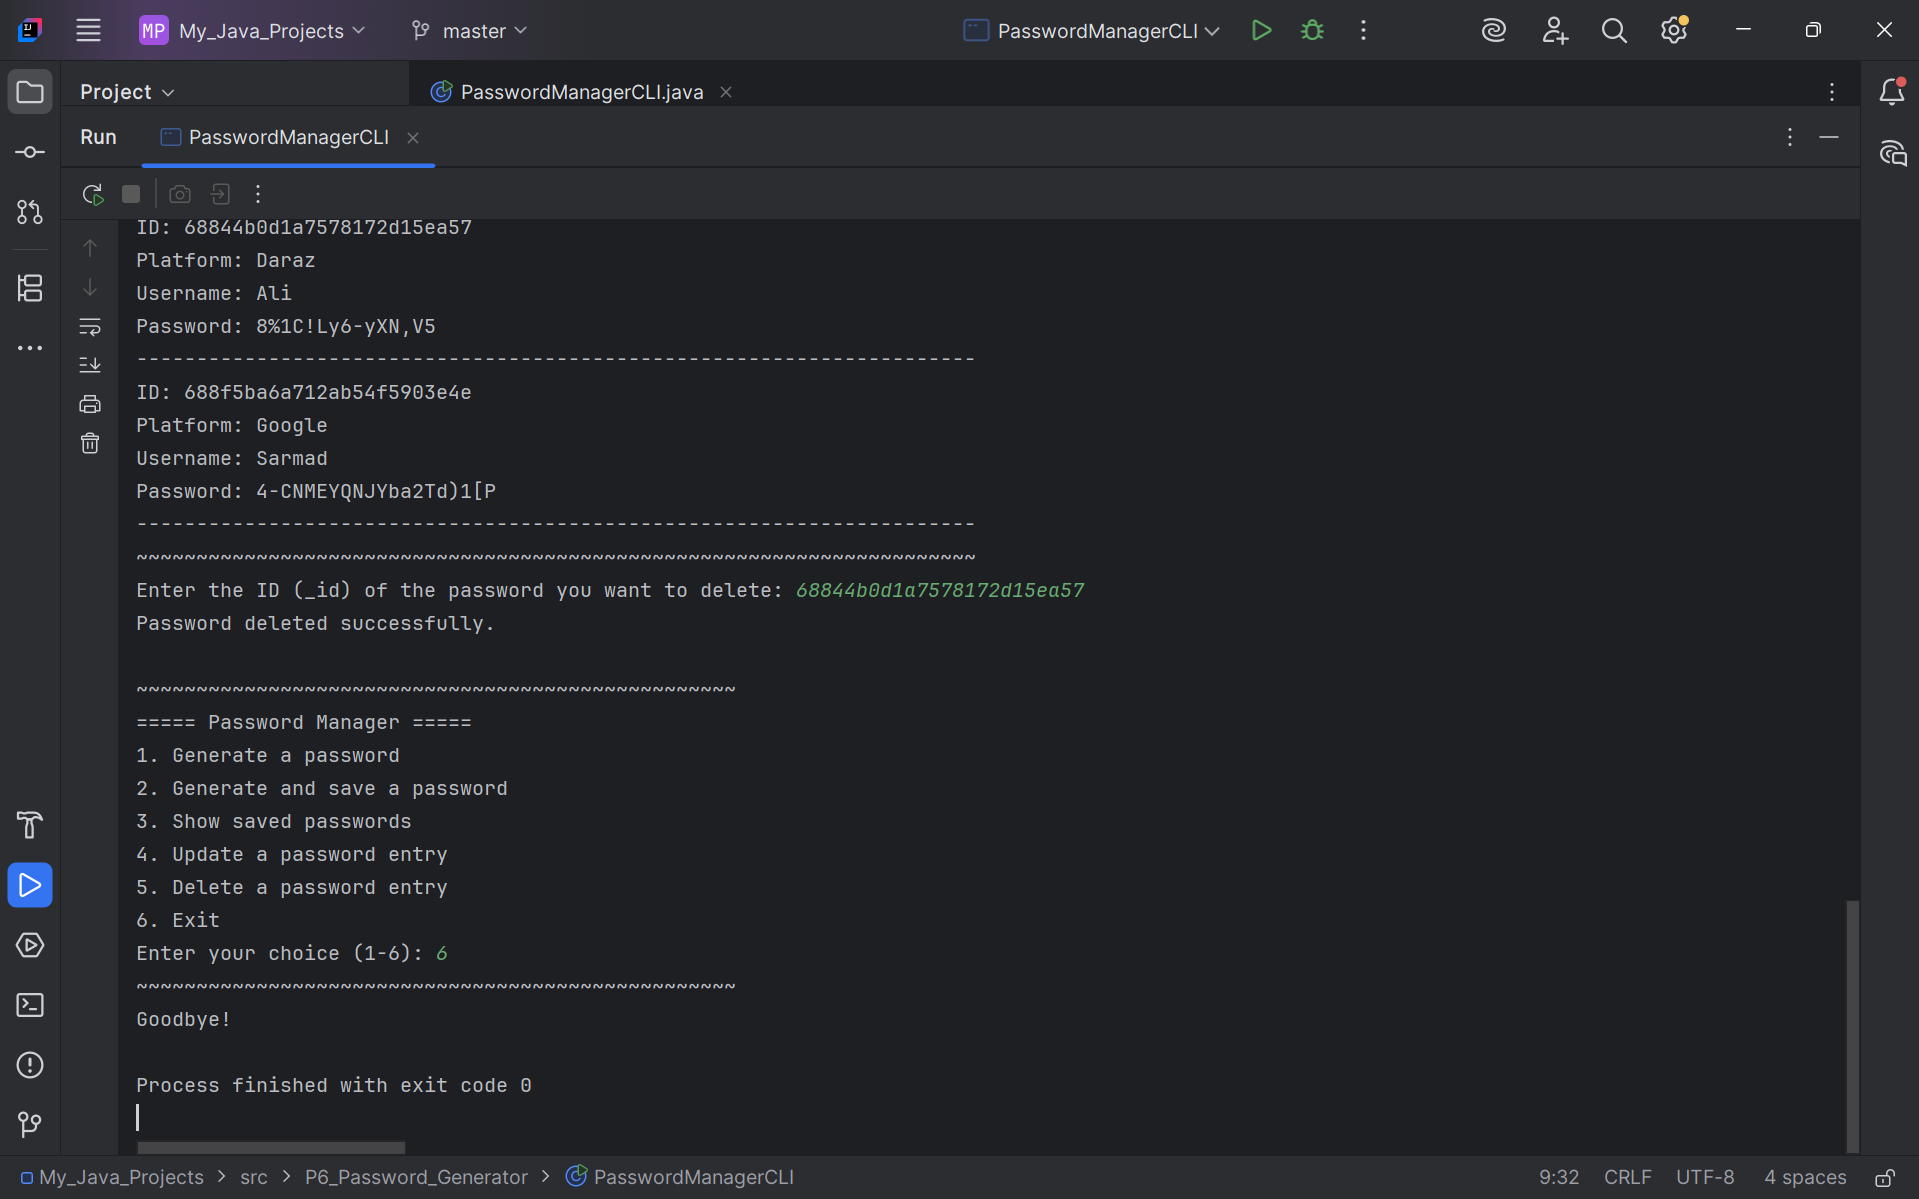 MP My_Java_Projects master PasswordManagerCLI
Project PasswordManagerCLI.java
Run PasswordManagerCLI
ID: 68844b0d1a7578172d15ea57
Platform: Daraz
Username: Ali
Password: 8%1C!Ly6-yXN,V5
----------------------------------------------------------------------
ID: 688f5ba6a712ab54f5903e4e
Platform: Google
Username: Sarmad
Password: 4-CNMEYQNJYba2Td)1[P
----------------------------------------------------------------------
~~~~~~~~~~~~~~~~~~~~~~~~~~~~~~~~~~~~~~~~~~~~~~~~~~~~~~~~~~~~~~~~~~~~~~
Enter the ID (_id) of the password you want to delete: 68844b0d1a7578172d15ea57
Password deleted successfully.
~~~~~~~~~~~~~~~~~~~~~~~~~~~~~~~~~~~~~~~~~~~~~~~~~~
===== Password Manager =====
1. Generate a password
2. Generate and save a password
3. Show saved passwords
4. Update a password entry
5. Delete a password entry
6. Exit
Enter your choice (1-6): 6
~~~~~~~~~~~~~~~~~~~~~~~~~~~~~~~~~~~~~~~~~~~~~~~~~~
Goodbye!
Process finished with exit code 0
My_Java_Projects > src > P6_Password_Generator > PasswordManagerCLI 9:32 CRLF UTF-8 4 spaces